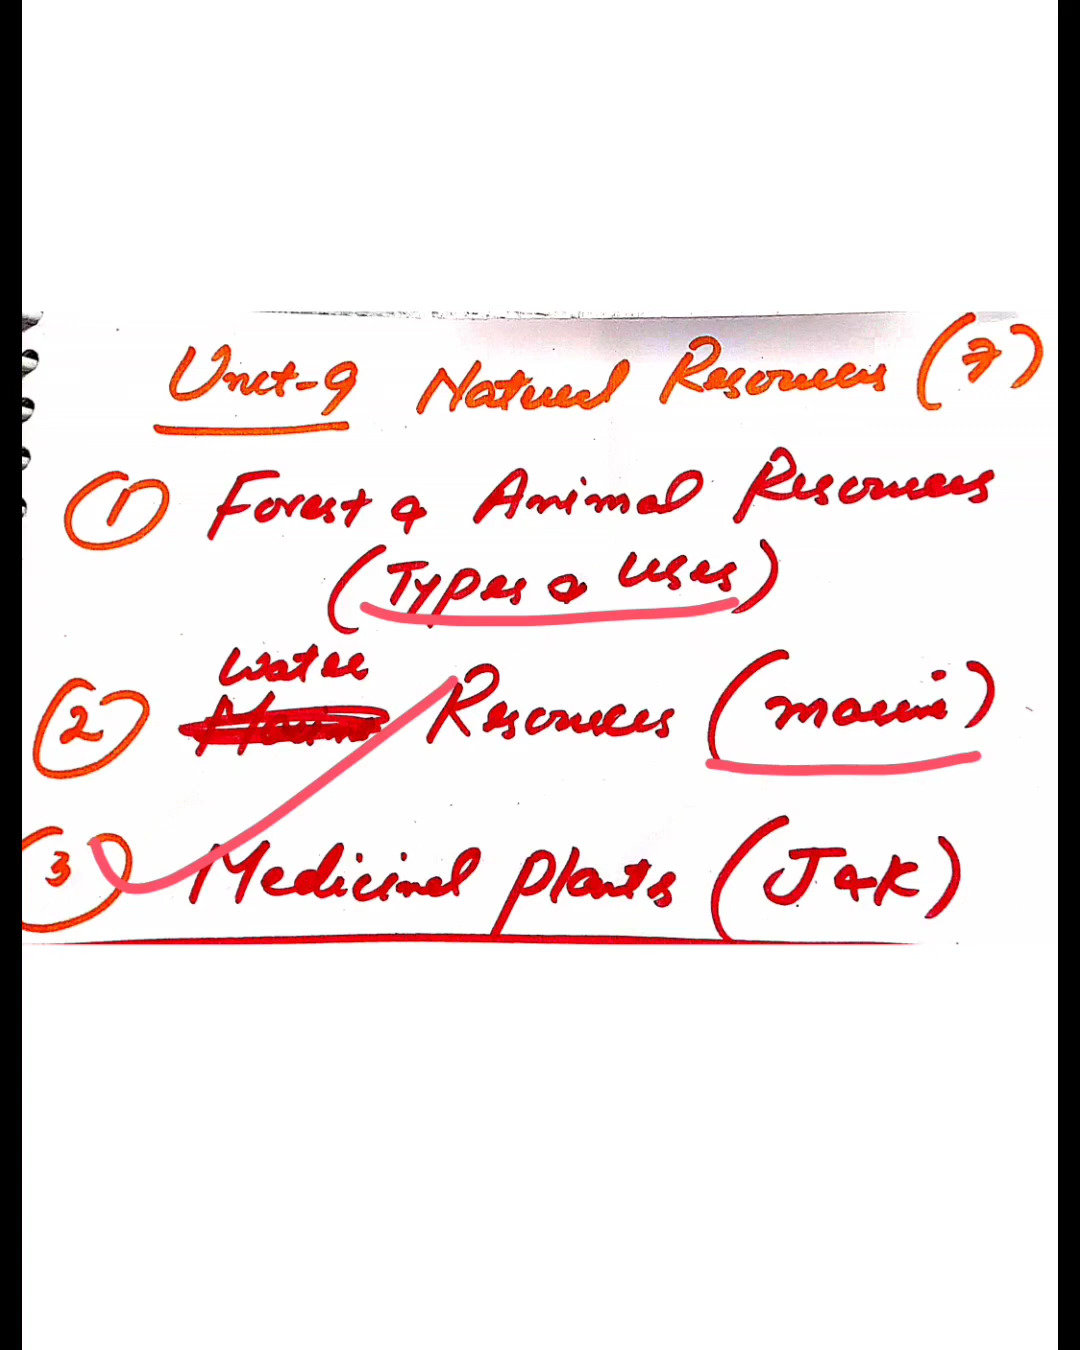 Unit-9 Natural Resources (7)
① Forest & Animal Resources
(Types & Uses)
Water
② Resources (marine)
③ Medicinal plants (J&K)